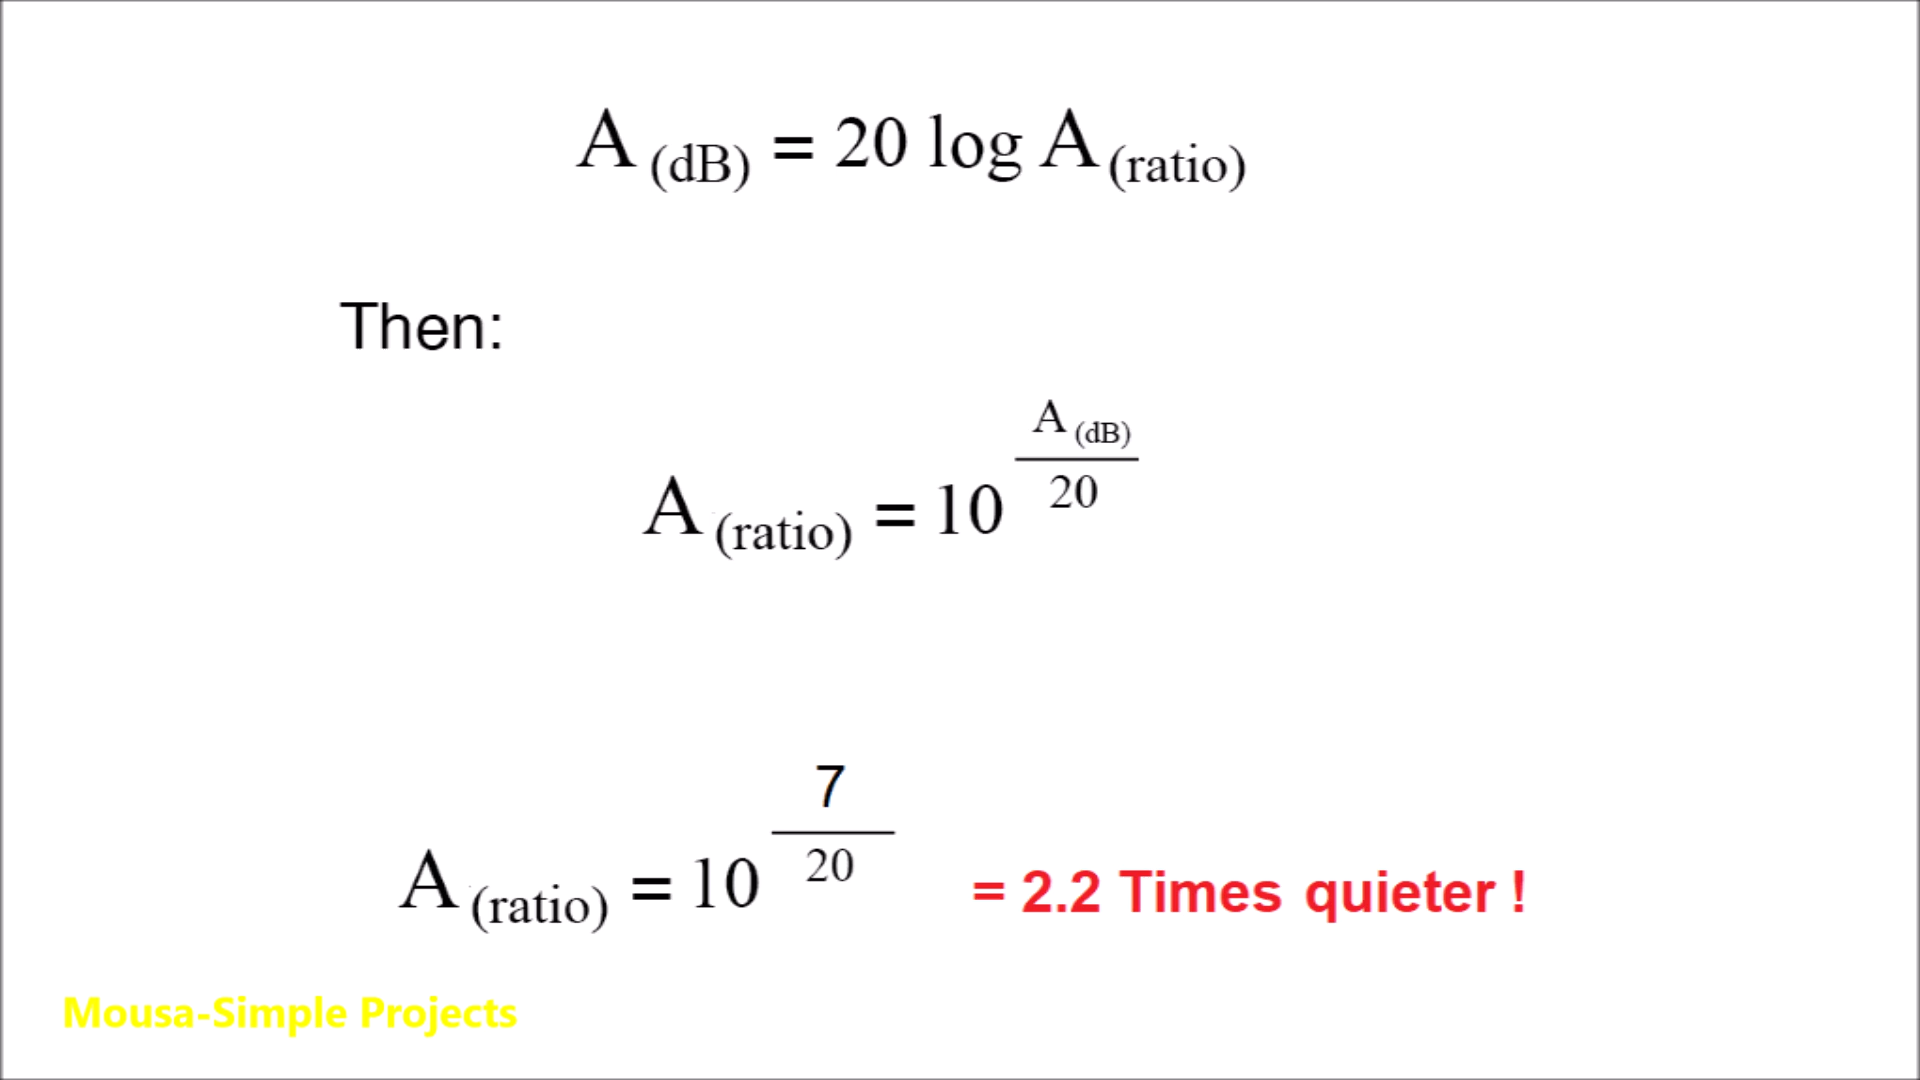 A (dB) = 20 log A (ratio)
Then:
A (ratio) = 10 ^ A (dB) / 20
A (ratio) = 10 ^ 7 / 20 = 2.2 Times quieter !
Mousa-Simple Projects